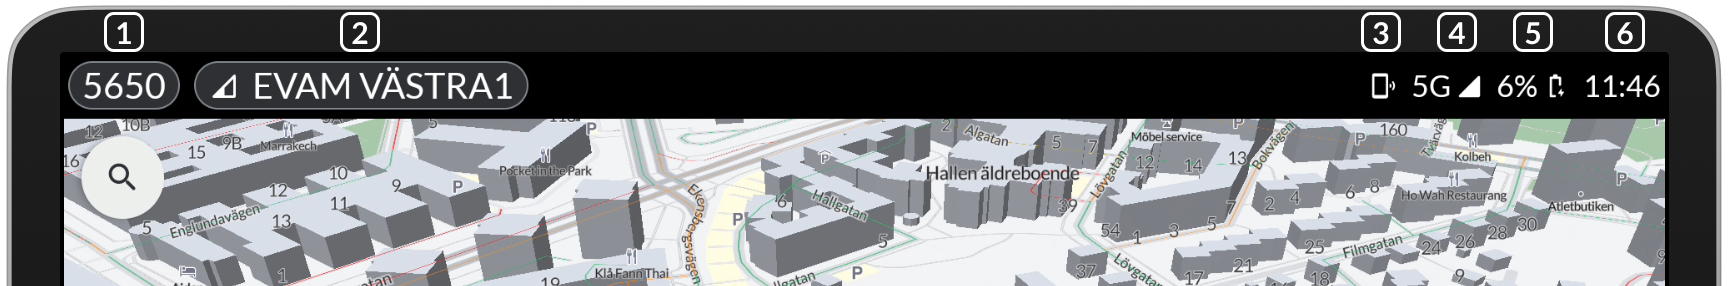 1 2 3 4 5 6
5650 EVAM VÄSTRA1 5G 6% 11:46
12 10B 5 P 2 Algatan 5 7 Möbel service P 160
16 15 9B Marrakech P 12 14 13 Bokvägen P Kolbeh
10 9 P Pocket in the Park Hallen äldreboende Lövgatan 6 8 Ho Wah Restaurang P
12 11 Ekensbergsvägen 6 Hallgatan 39 2 4 Atletbutiken
5 Englundavägen 13 P 5 54 1 3 5 7 25 Filmgatan 24 26 28 30
1 Klå Fann Thai P 37 Lövgatan 17 21 18 9
19